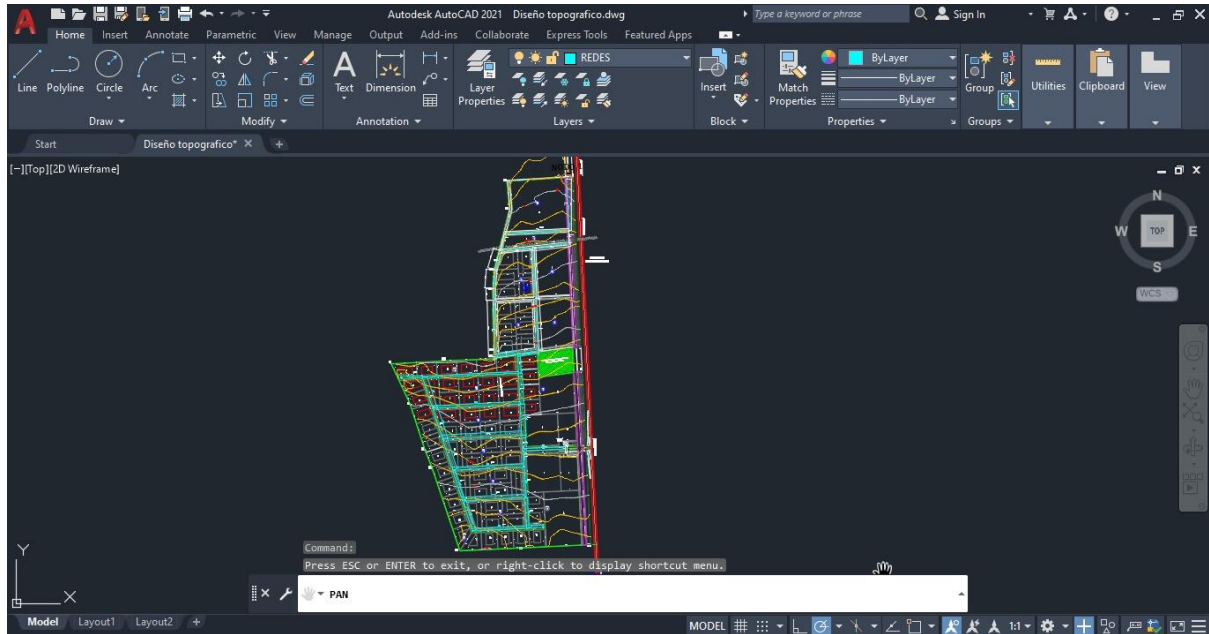 Autodesk AutoCAD 2021 Diseño topografico.dwg
Type a keyword or phrase
Sign In
Home Insert Annotate Parametric View Manage Output Add-ins Collaborate Express Tools Featured Apps
REDES
ByLayer
ByLayer
ByLayer
Line Polyline Circle Arc
Text Dimension
Layer Properties
Insert
Match Properties
Group
Utilities Clipboard View
Draw Modify Annotation Layers Block Properties Groups
Start Diseño topografico* +
[−][Top][2D Wireframe]
N
W TOP E
S
WCS
Y
X
Command:
Press ESC or ENTER to exit, or right-click to display shortcut menu.
PAN
Model Layout1 Layout2 +
MODEL 1:1